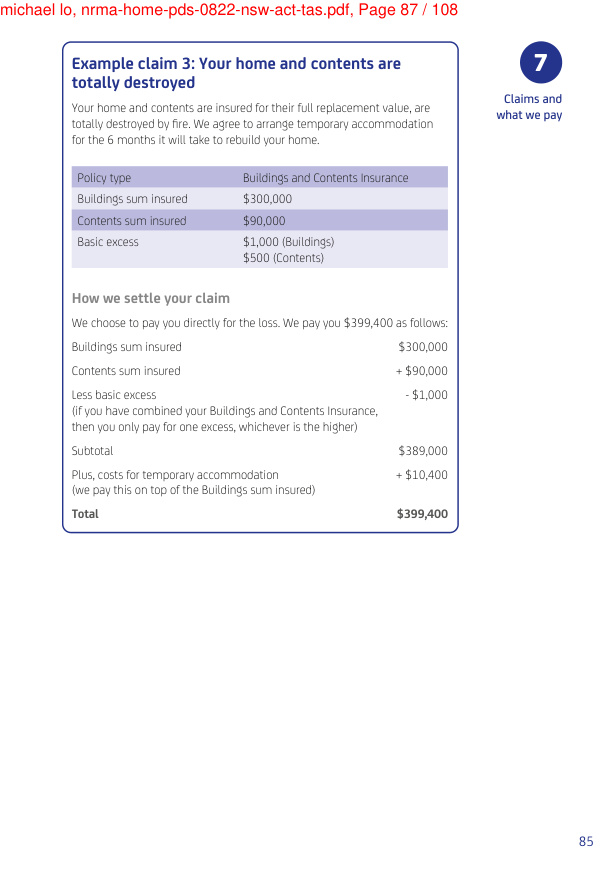 michael lo, nrma-home-pds-0822-nsw-act-tas.pdf, Page 87 / 108
7
Claims and
what we pay
Example claim 3: Your home and contents are
totally destroyed
Your home and contents are insured for their full replacement value, are
totally destroyed by fire. We agree to arrange temporary accommodation
for the 6 months it will take to rebuild your home.
Policy type Buildings and Contents Insurance
Buildings sum insured $300,000
Contents sum insured $90,000
Basic excess $1,000 (Buildings)
$500 (Contents)
How we settle your claim
We choose to pay you directly for the loss. We pay you $399,400 as follows:
Buildings sum insured $300,000
Contents sum insured + $90,000
Less basic excess - $1,000
(if you have combined your Buildings and Contents Insurance,
then you only pay for one excess, whichever is the higher)
Subtotal $389,000
Plus, costs for temporary accommodation + $10,400
(we pay this on top of the Buildings sum insured)
Total $399,400
85